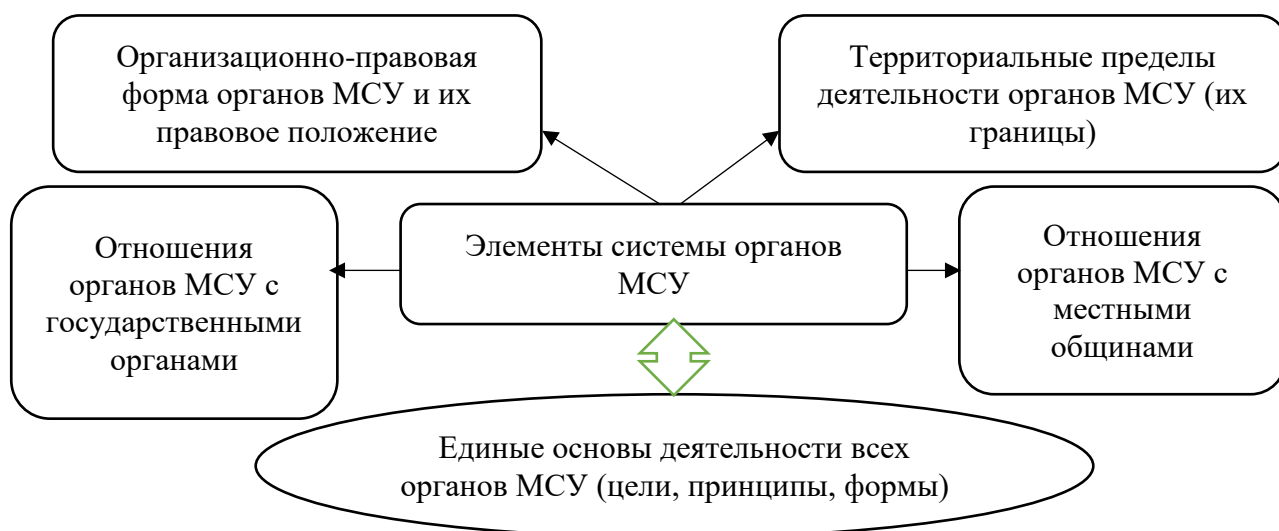 Организационно-правовая
форма органов МСУ и их
правовое положение
Территориальные пределы
деятельности органов МСУ (их
границы)
Отношения
органов МСУ с
государственными
органами
Элементы системы органов
МСУ
Отношения
органов МСУ с
местными
общинами
Единые основы деятельности всех
органов МСУ (цели, принципы, формы)